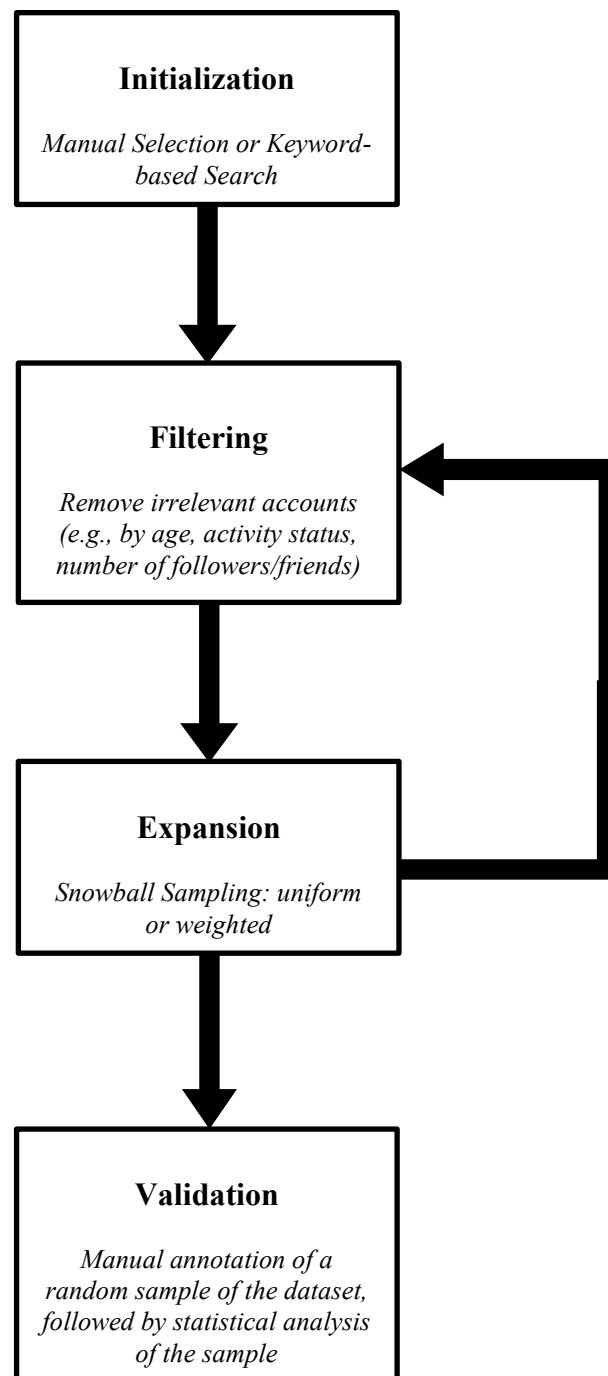 Initialization
Manual Selection or Keyword-
based Search
Filtering
Remove irrelevant accounts
(e.g., by age, activity status,
number of followers/friends)
Expansion
Snowball Sampling: uniform
or weighted
Validation
Manual annotation of a
random sample of the dataset,
followed by statistical analysis
of the sample